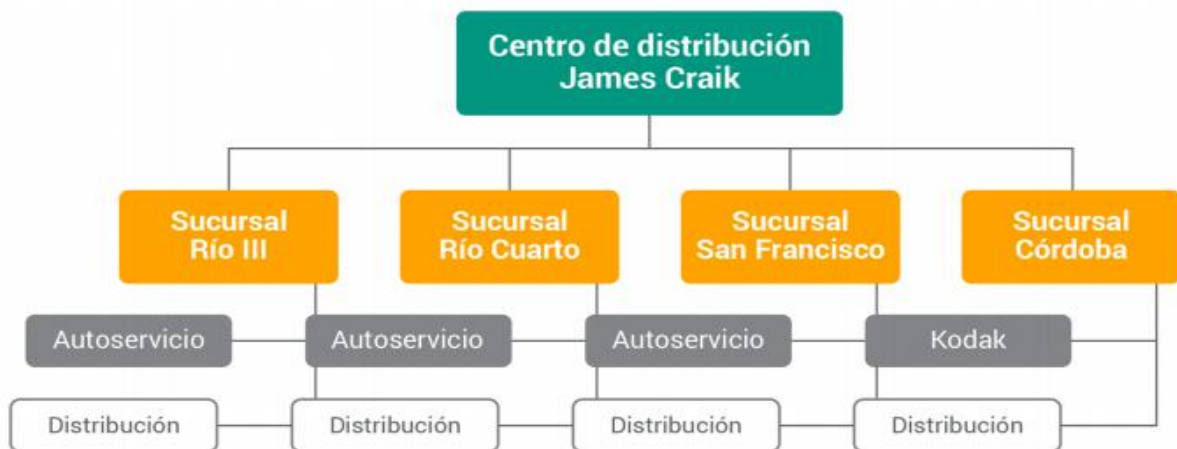 Centro de distribución
James Craik
Sucursal
Río III
Sucursal
Río Cuarto
Sucursal
San Francisco
Sucursal
Córdoba
Autoservicio
Autoservicio
Autoservicio
Kodak
Distribución
Distribución
Distribución
Distribución